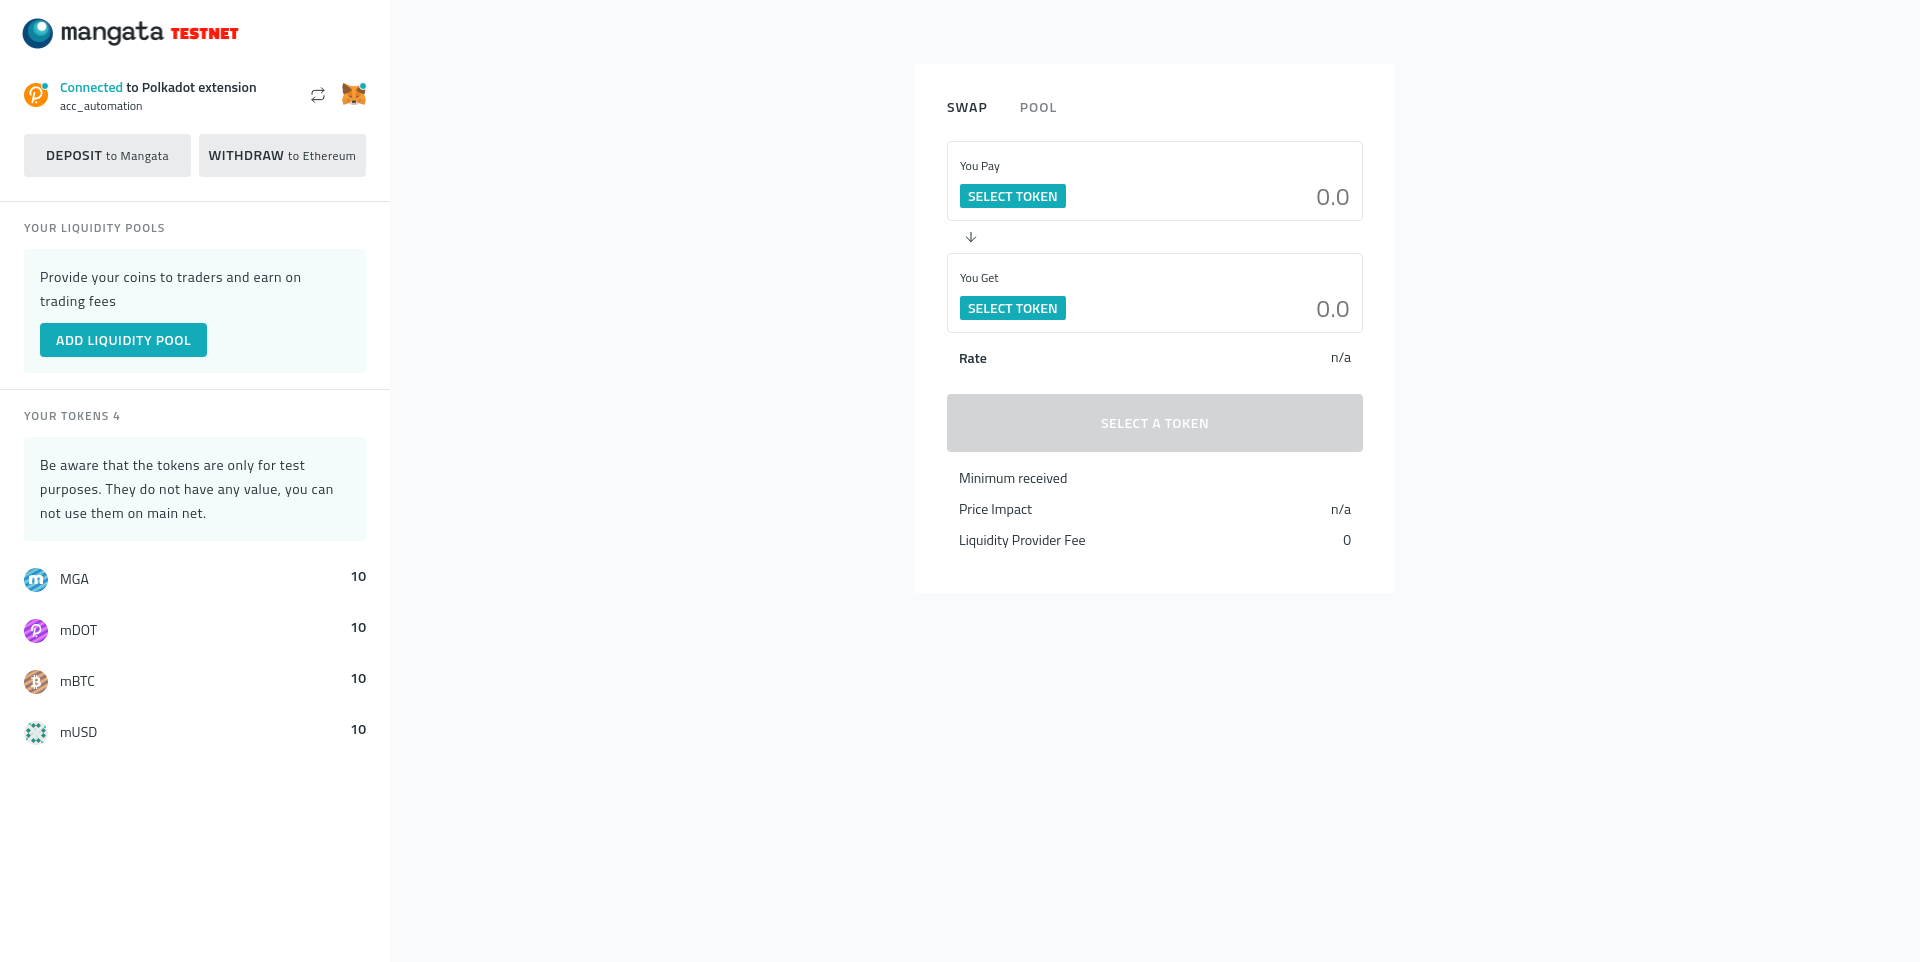 mangata TESTNET
Connected to Polkadot extension
acc_automation
DEPOSIT to Mangata
WITHDRAW to Ethereum
YOUR LIQUIDITY POOLS
Provide your coins to traders and earn on
trading fees
ADD LIQUIDITY POOL
YOUR TOKENS 4
Be aware that the tokens are only for test
purposes. They do not have any value, you can
not use them on main net.
MGA 10
mDOT 10
mBTC 10
mUSD 10
SWAP POOL
You Pay
SELECT TOKEN 0.0
You Get
SELECT TOKEN 0.0
Rate n/a
SELECT A TOKEN
Minimum received
Price Impact n/a
Liquidity Provider Fee 0